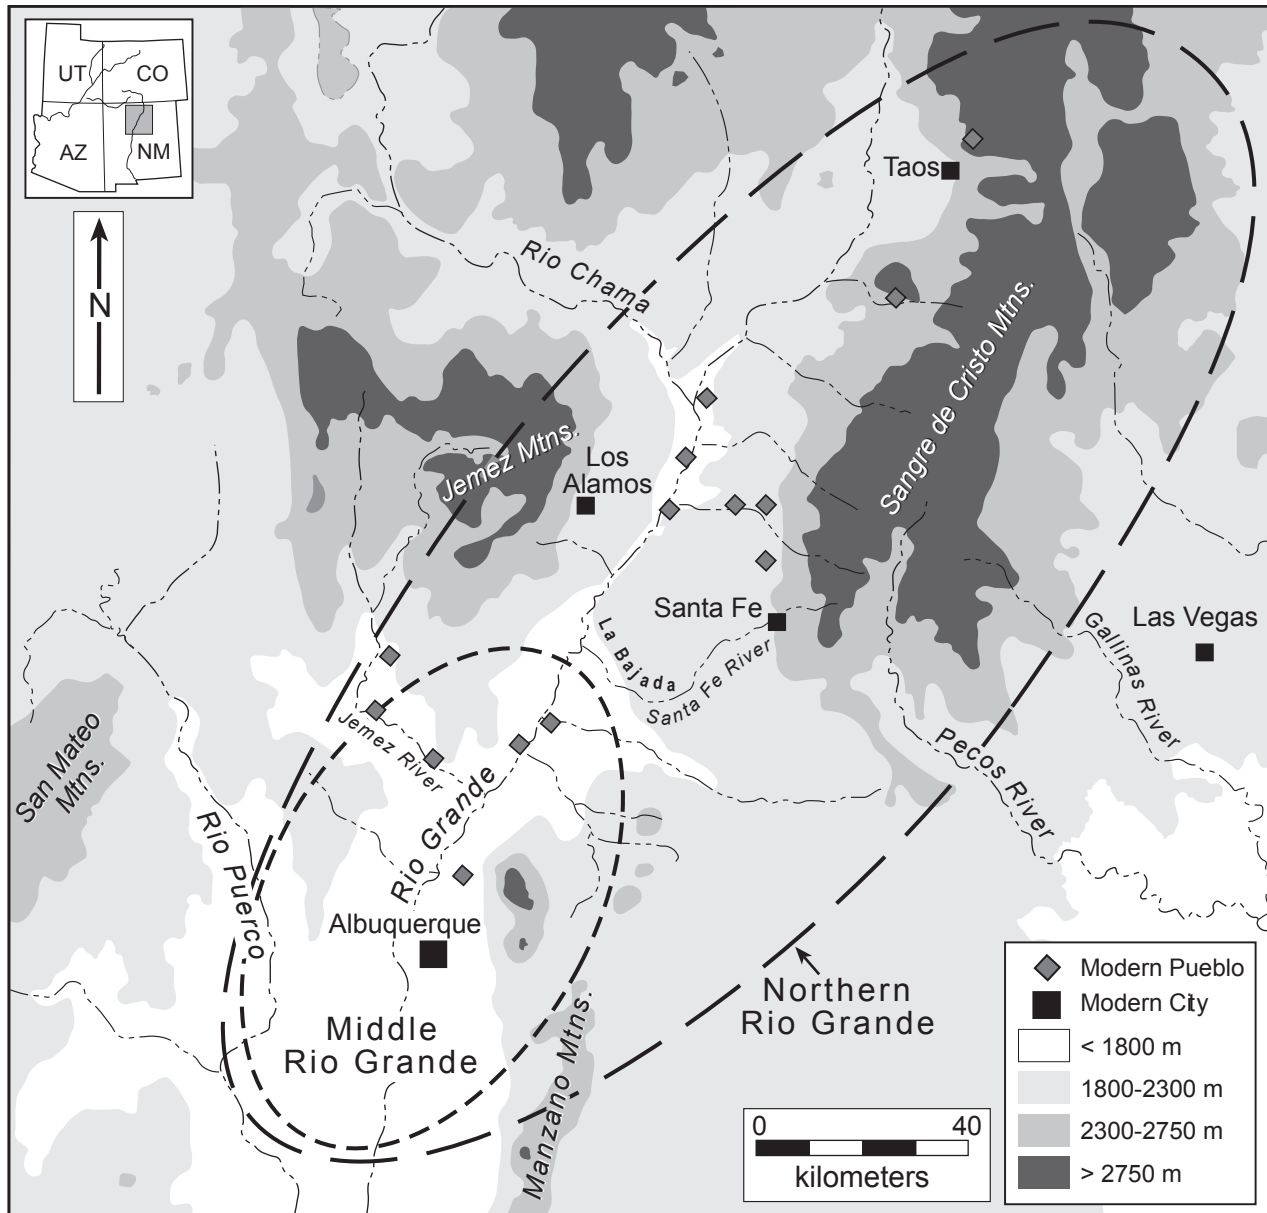 UT
CO
AZ
NM
N
Taos
Rio Chama
Sangre de Cristo Mtns.
Jemez Mtns.
Los
Alamos
Santa Fe
La Bajada
Santa Fe River
Las Vegas
Gallinas River
Pecos River
San Mateo
Mtns.
Jemez River
Rio Grande
Rio Puerco
Albuquerque
Middle
Rio Grande
Manzano Mtns.
Northern
Rio Grande
0 40
kilometers
Modern Pueblo
Modern City
< 1800 m
1800-2300 m
2300-2750 m
> 2750 m